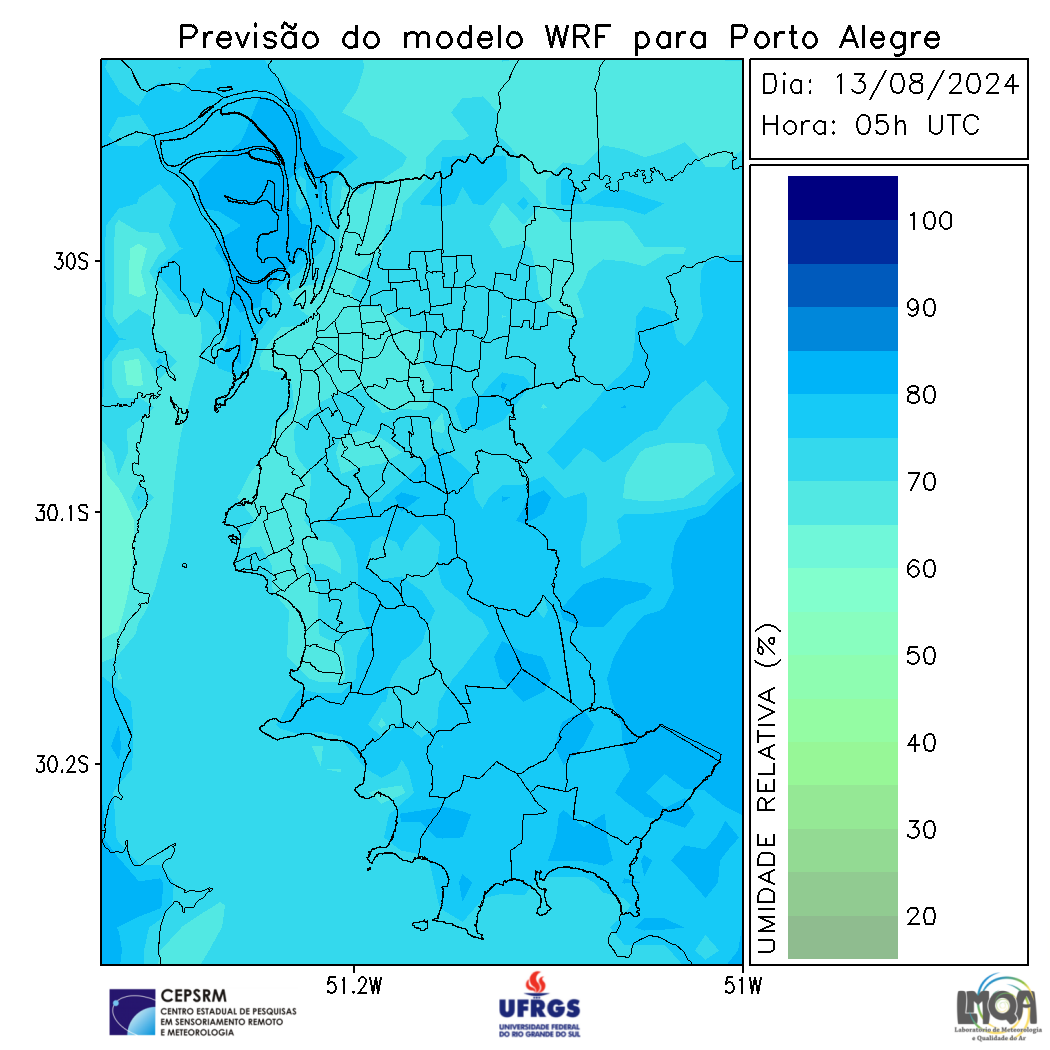 Previsão do modelo WRF para Porto Alegre
Dia: 13/08/2024
Hora: 05h UTC
30S
30.1S
30.2S
51.2W
51W
100
90
80
70
60
50
40
30
20
UMIDADE RELATIVA (%)
CEPSRM
CENTRO ESTADUAL DE PESQUISAS
EM SENSORIAMENTO REMOTO
E METEOROLOGIA
UFRGS
UNIVERSIDADE FEDERAL
DO RIO GRANDE DO SUL
LMQA
Laboratório de Meteorologia
e Qualidade do Ar